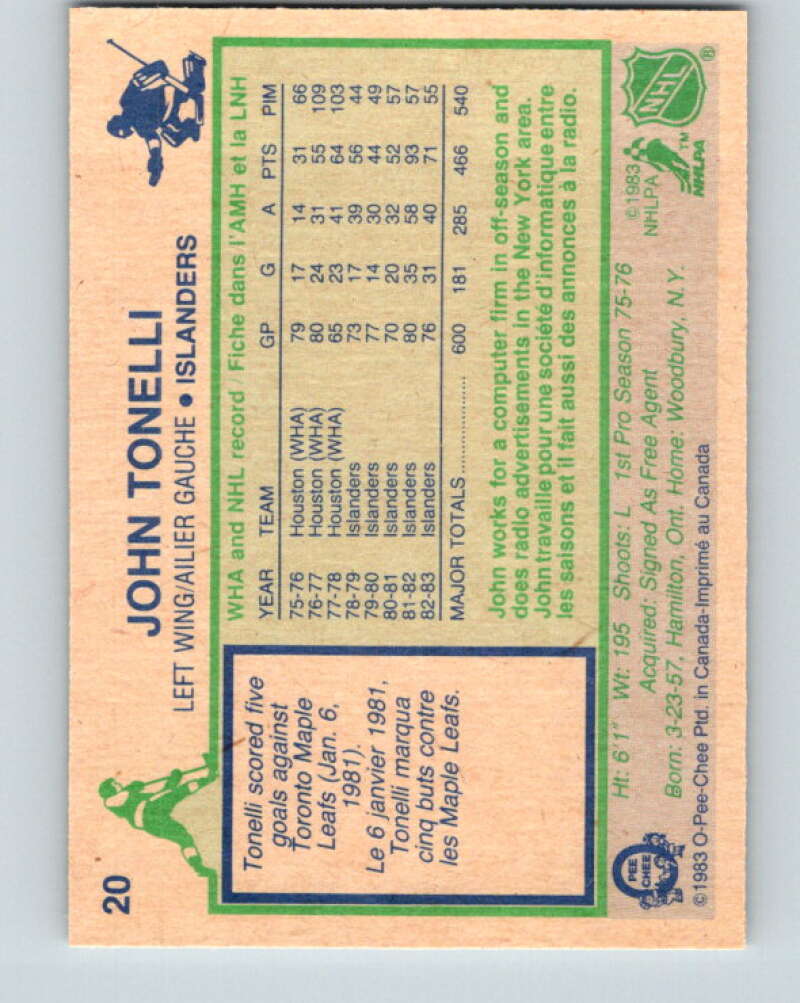 20
JOHN TONELLI
LEFT WING/AILIER GAUCHE • ISLANDERS
Tonelli scored five
goals against
Toronto Maple
Leafs (Jan. 6,
1981).
Le 6 janvier 1981,
Tonelli marqua
cinq buts contre
les Maple Leafs.
WHA and NHL record / Fiche dans l'AMH et la LNH
YEAR TEAM GP G A PTS PIM
75-76 Houston (WHA) 79 17 14 31 66
76-77 Houston (WHA) 80 24 31 55 109
77-78 Houston (WHA) 65 23 41 64 103
78-79 Islanders 73 17 39 56 44
79-80 Islanders 77 14 30 44 49
80-81 Islanders 70 20 32 52 57
81-82 Islanders 80 35 58 93 57
82-83 Islanders 76 31 40 71 55
MAJOR TOTALS.................... 600 181 285 466 540
John works for a computer firm in off-season and
does radio advertisements in the New York area.
John travaille pour une société d'informatique entre
les saisons et il fait aussi des annonces à la radio.
Ht: 6'1" Wt: 195 Shoots: L 1st Pro Season 75-76
Acquired: Signed As Free Agent
Born: 3-23-57, Hamilton, Ont. Home: Woodbury, N.Y.
©1983 O-Pee-Chee Ptd. in Canada-Imprimé au Canada
O
PEE
CHEE
©1983
NHLPA
NHL
®
™
NHLPA